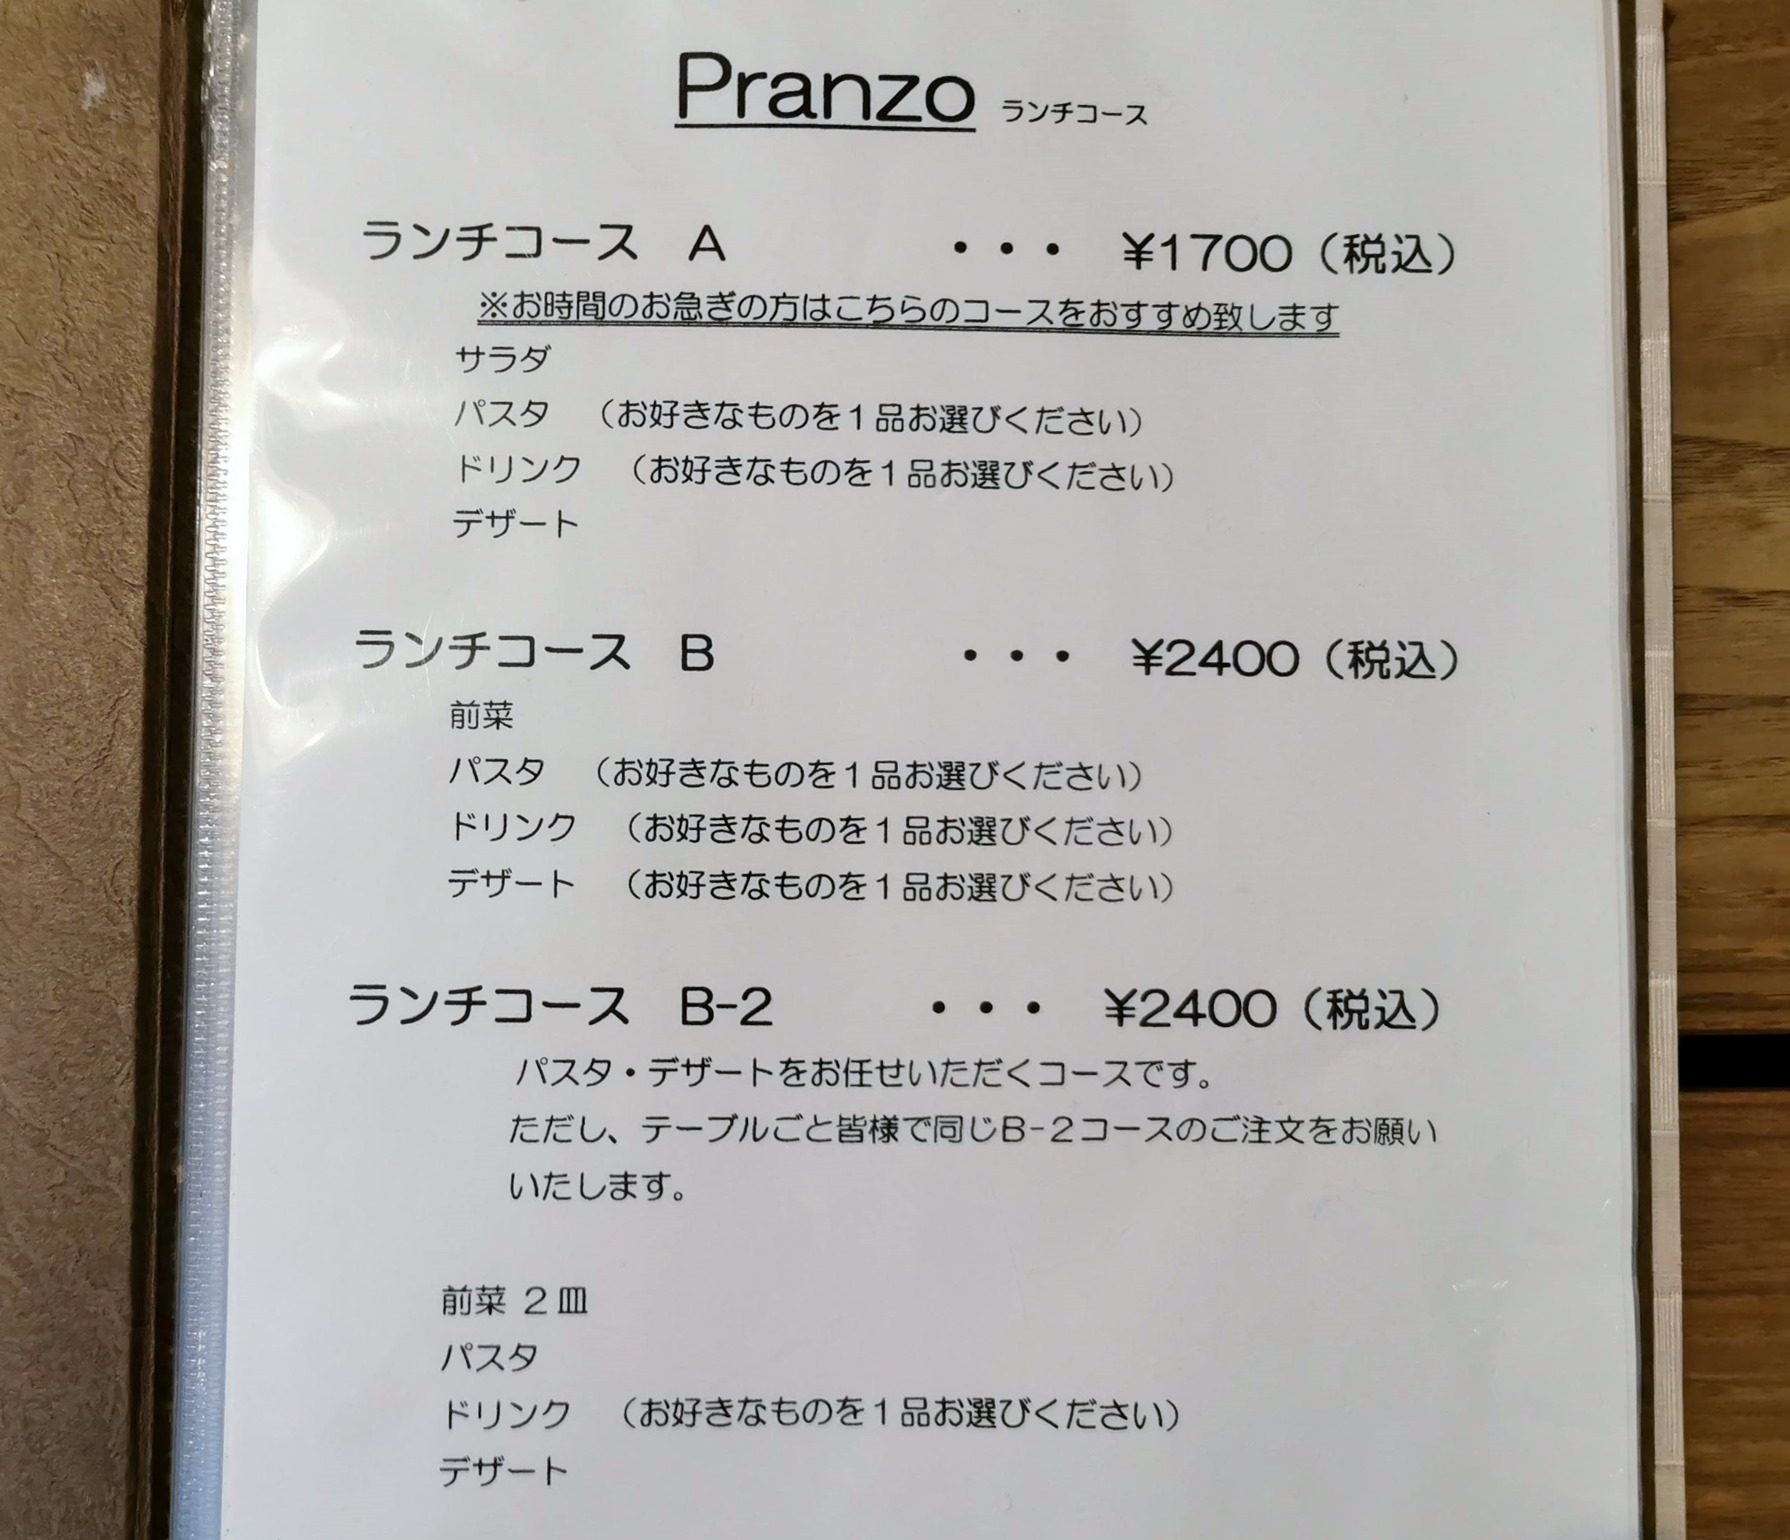 Pranzo ランチコース
ランチコース A ・・・ ¥1700（税込）
※お時間のお急ぎの方はこちらのコースをおすすめ致します
サラダ
パスタ （お好きなものを１品お選びください）
ドリンク （お好きなものを１品お選びください）
デザート
ランチコース B ・・・ ¥2400（税込）
前菜
パスタ （お好きなものを１品お選びください）
ドリンク （お好きなものを１品お選びください）
デザート （お好きなものを１品お選びください）
ランチコース B-2 ・・・ ¥2400（税込）
パスタ・デザートをお任せいただくコースです。
ただし、テーブルごと皆様で同じB-２コースのご注文をお願い
いたします。
前菜 ２皿
パスタ
ドリンク （お好きなものを１品お選びください）
デザート